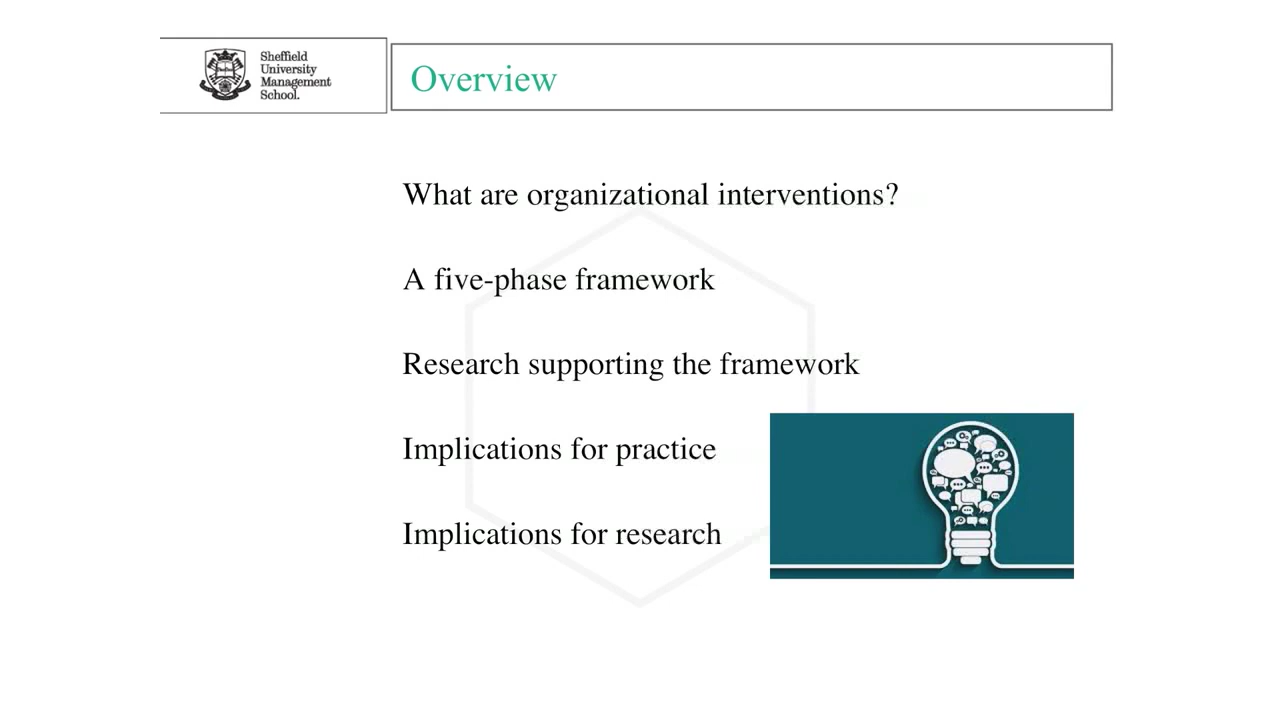 Sheffield
University
Management
School.
Overview
What are organizational interventions?
A five-phase framework
Research supporting the framework
Implications for practice
Implications for research